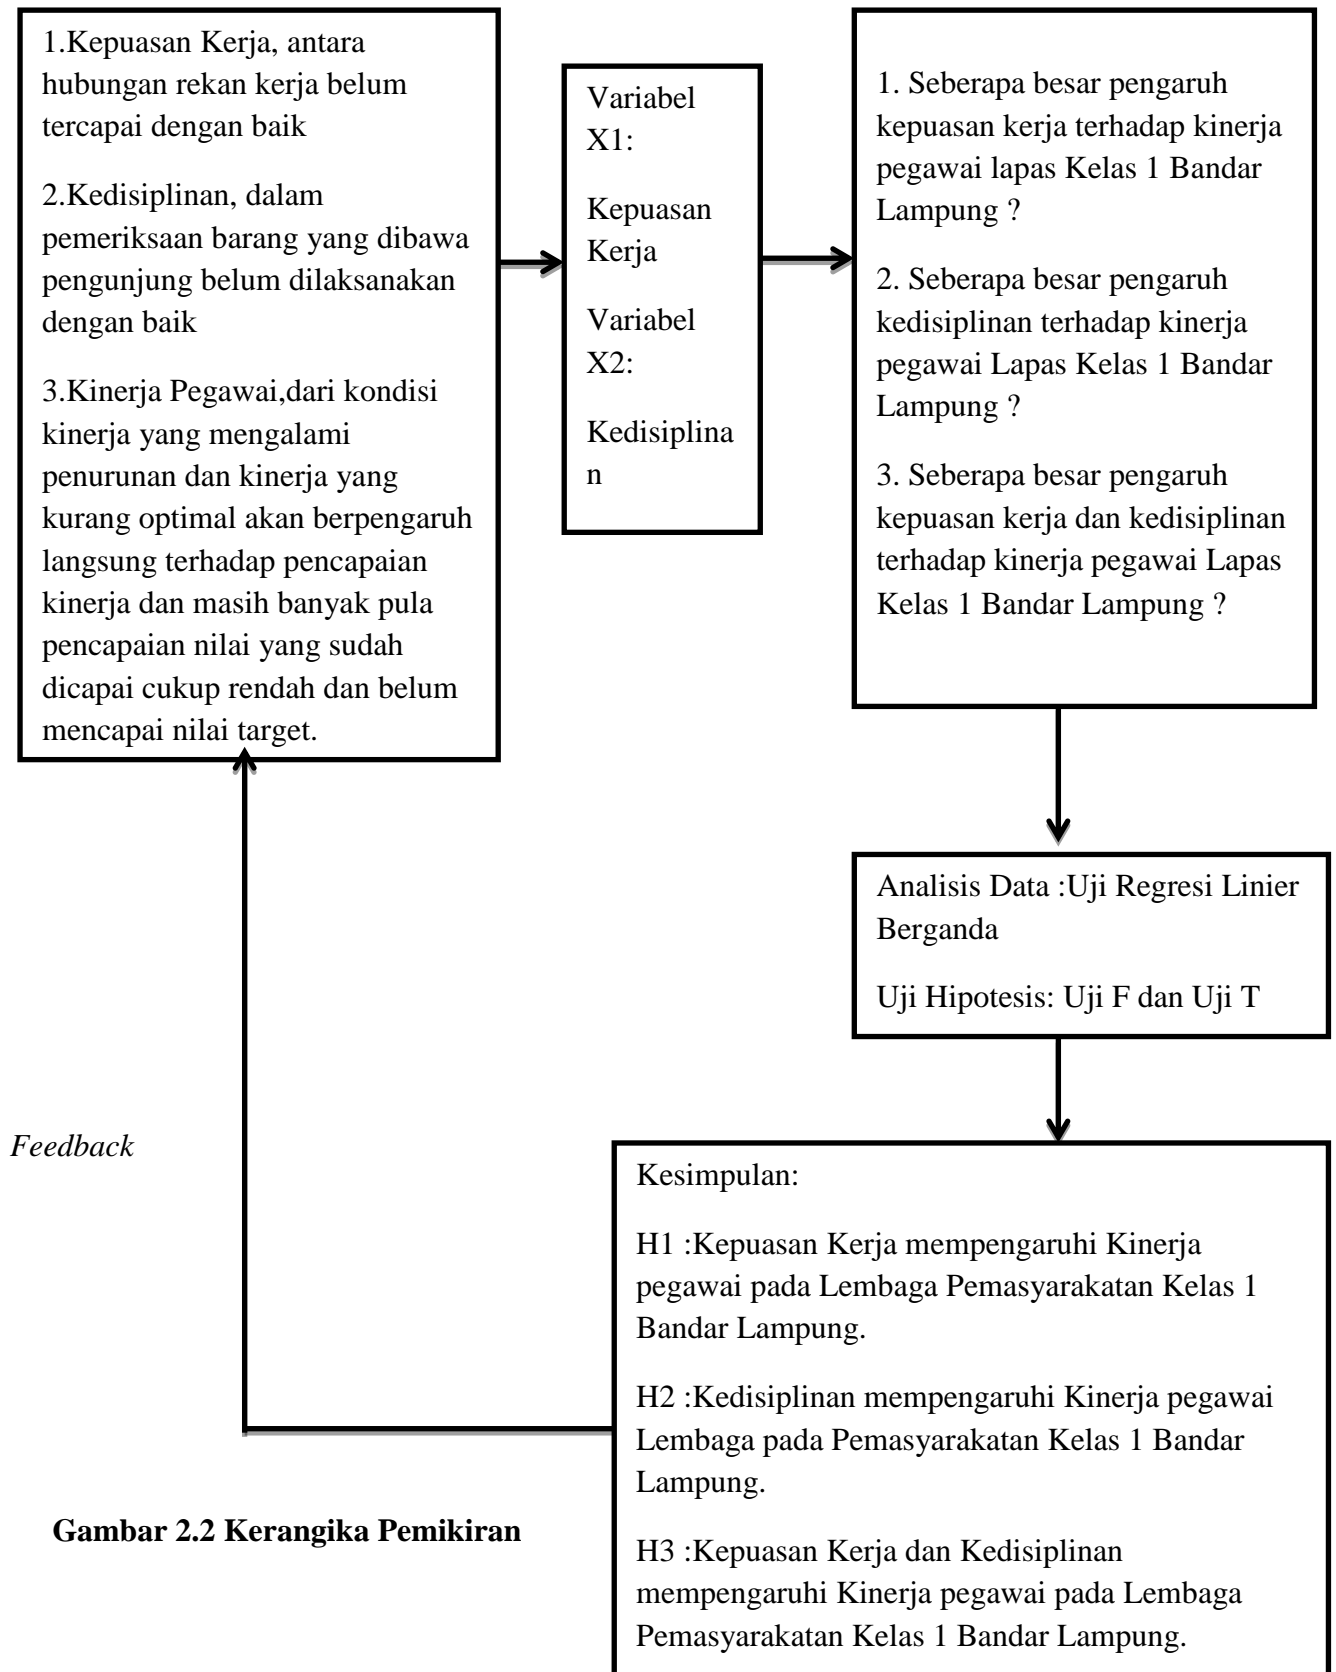 1.Kepuasan Kerja, antara
hubungan rekan kerja belum
tercapai dengan baik
2.Kedisiplinan, dalam
pemeriksaan barang yang dibawa
pengunjung belum dilaksanakan
dengan baik
3.Kinerja Pegawai,dari kondisi
kinerja yang mengalami
penurunan dan kinerja yang
kurang optimal akan berpengaruh
langsung terhadap pencapaian
kinerja dan masih banyak pula
pencapaian nilai yang sudah
dicapai cukup rendah dan belum
mencapai nilai target.
Variabel
X1:
Kepuasan
Kerja
Variabel
X2:
Kedisiplina
n
1. Seberapa besar pengaruh
kepuasan kerja terhadap kinerja
pegawai lapas Kelas 1 Bandar
Lampung ?
2. Seberapa besar pengaruh
kedisiplinan terhadap kinerja
pegawai Lapas Kelas 1 Bandar
Lampung ?
3. Seberapa besar pengaruh
kepuasan kerja dan kedisiplinan
terhadap kinerja pegawai Lapas
Kelas 1 Bandar Lampung ?
Analisis Data :Uji Regresi Linier
Berganda
Uji Hipotesis: Uji F dan Uji T
Feedback
Kesimpulan:
H1 :Kepuasan Kerja mempengaruhi Kinerja
pegawai pada Lembaga Pemasyarakatan Kelas 1
Bandar Lampung.
H2 :Kedisiplinan mempengaruhi Kinerja pegawai
Lembaga pada Pemasyarakatan Kelas 1 Bandar
Lampung.
H3 :Kepuasan Kerja dan Kedisiplinan
mempengaruhi Kinerja pegawai pada Lembaga
Pemasyarakatan Kelas 1 Bandar Lampung.
Gambar 2.2 Kerangika Pemikiran